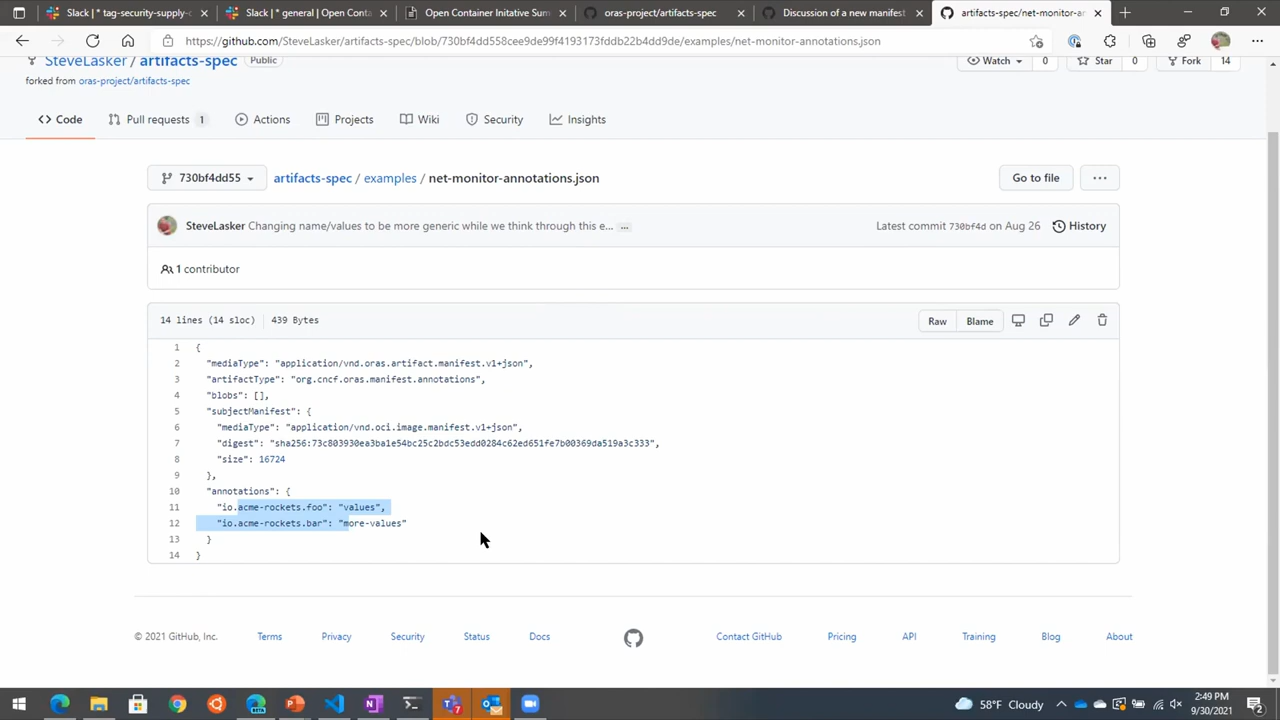 Slack | * tag-security-supply-c
Slack | * general | Open Conta
Open Container Initative Sum
oras-project/artifacts-spec
Discussion of a new manifest
artifacts-spec/net-monitor-an
https://github.com/SteveLasker/artifacts-spec/blob/730bf4dd558cee9de99f4193173fddb22b4dd9de/examples/net-monitor-annotations.json
SteveLasker / artifacts-spec Public
Watch 0 Star 0 Fork 14
forked from oras-project/artifacts-spec
<> Code Pull requests 1 Actions Projects Wiki Security Insights
730bf4dd55 artifacts-spec / examples / net-monitor-annotations.json Go to file ...
SteveLasker Changing name/values to be more generic while we think through this e... ... Latest commit 730bf4d on Aug 26 History
1 contributor
14 lines (14 sloc) 439 Bytes Raw Blame
1 {
2 "mediaType": "application/vnd.oras.artifact.manifest.v1+json",
3 "artifactType": "org.cncf.oras.manifest.annotations",
4 "blobs": [],
5 "subjectManifest": {
6 "mediaType": "application/vnd.oci.image.manifest.v1+json",
7 "digest": "sha256:73c803930ea3ba1e54bc25c2bdc53edd0284c62ed651fe7b00369da519a3c333",
8 "size": 16724
9 },
10 "annotations": {
11 "io.acme-rockets.foo": "values",
12 "io.acme-rockets.bar": "more-values"
13 }
14 }
© 2021 GitHub, Inc. Terms Privacy Security Status Docs Contact GitHub Pricing API Training Blog About
58°F Cloudy
2:49 PM
9/30/2021